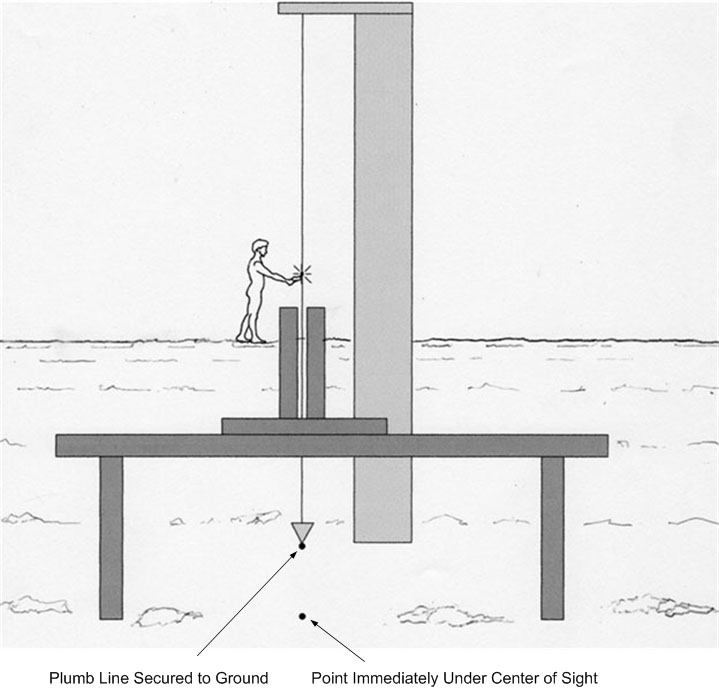 Plumb Line Secured to Ground
Point Immediately Under Center of Sight